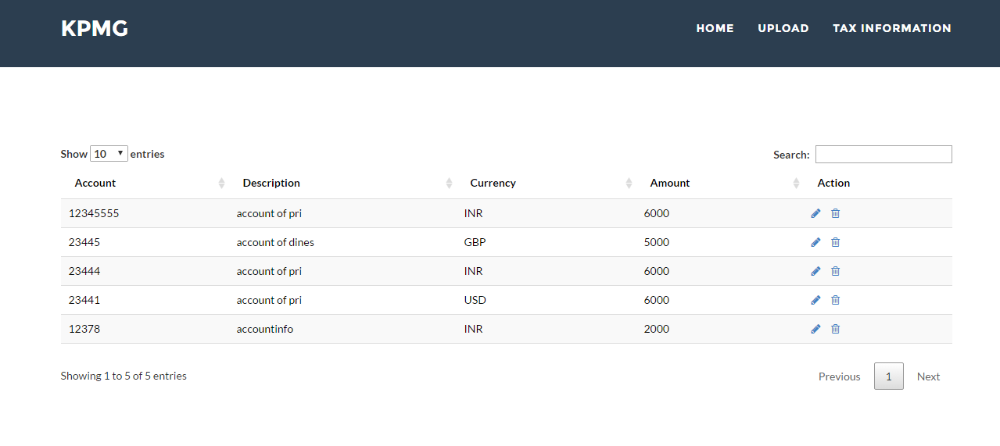 KPMG HOME UPLOAD TAX INFORMATION
Show 10 entries Search:
Account Description Currency Amount Action
12345555 account of pri INR 6000
23445 account of dines GBP 5000
23444 account of pri INR 6000
23441 account of pri USD 6000
12378 accountinfo INR 2000
Showing 1 to 5 of 5 entries Previous 1 Next